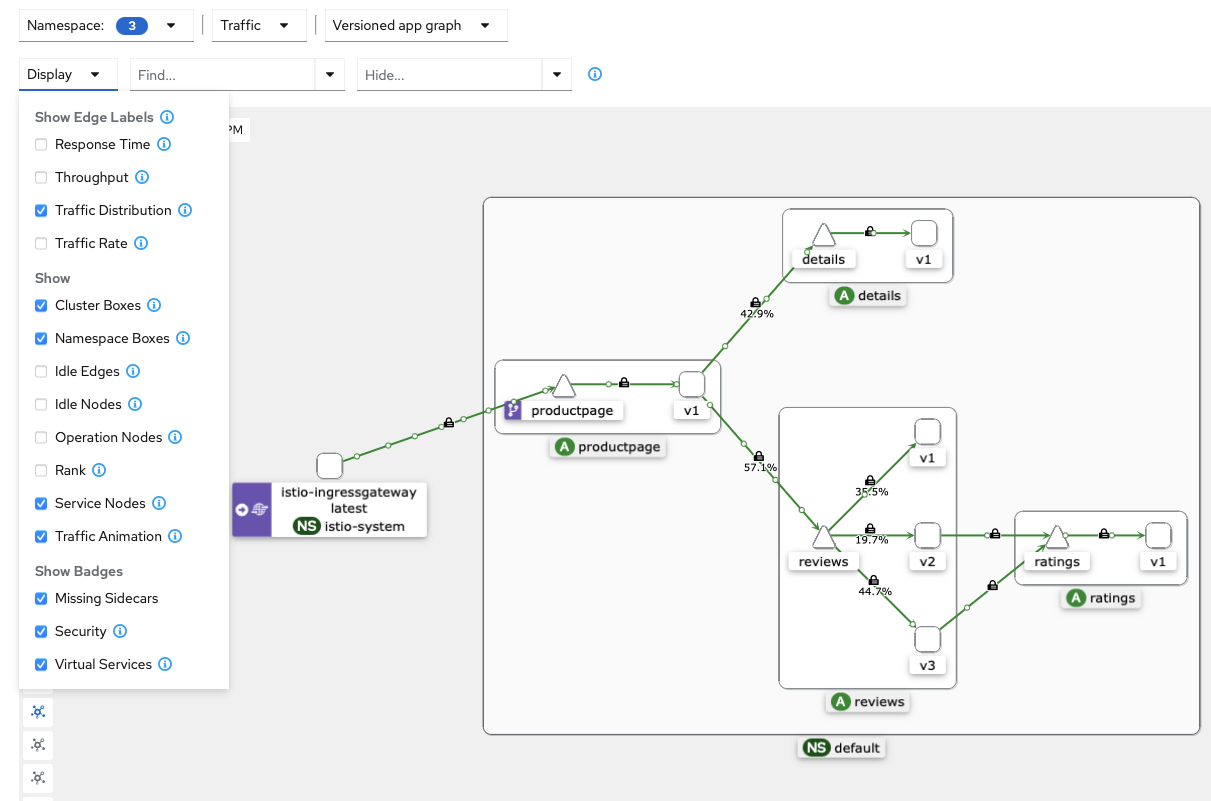 Namespace: 3
Traffic
Versioned app graph
Display
Find...
Hide...
Show Edge Labels
Response Time
Throughput
Traffic Distribution
Traffic Rate
Show
Cluster Boxes
Namespace Boxes
Idle Edges
Idle Nodes
Operation Nodes
Rank
Service Nodes
Traffic Animation
Show Badges
Missing Sidecars
Security
Virtual Services
PM
details
v1
A details
42.9%
productpage
v1
A productpage
57.1%
istio-ingressgateway
latest
NS istio-system
v1
35.5%
reviews
19.7%
v2
44.7%
v3
A reviews
ratings
v1
A ratings
NS default